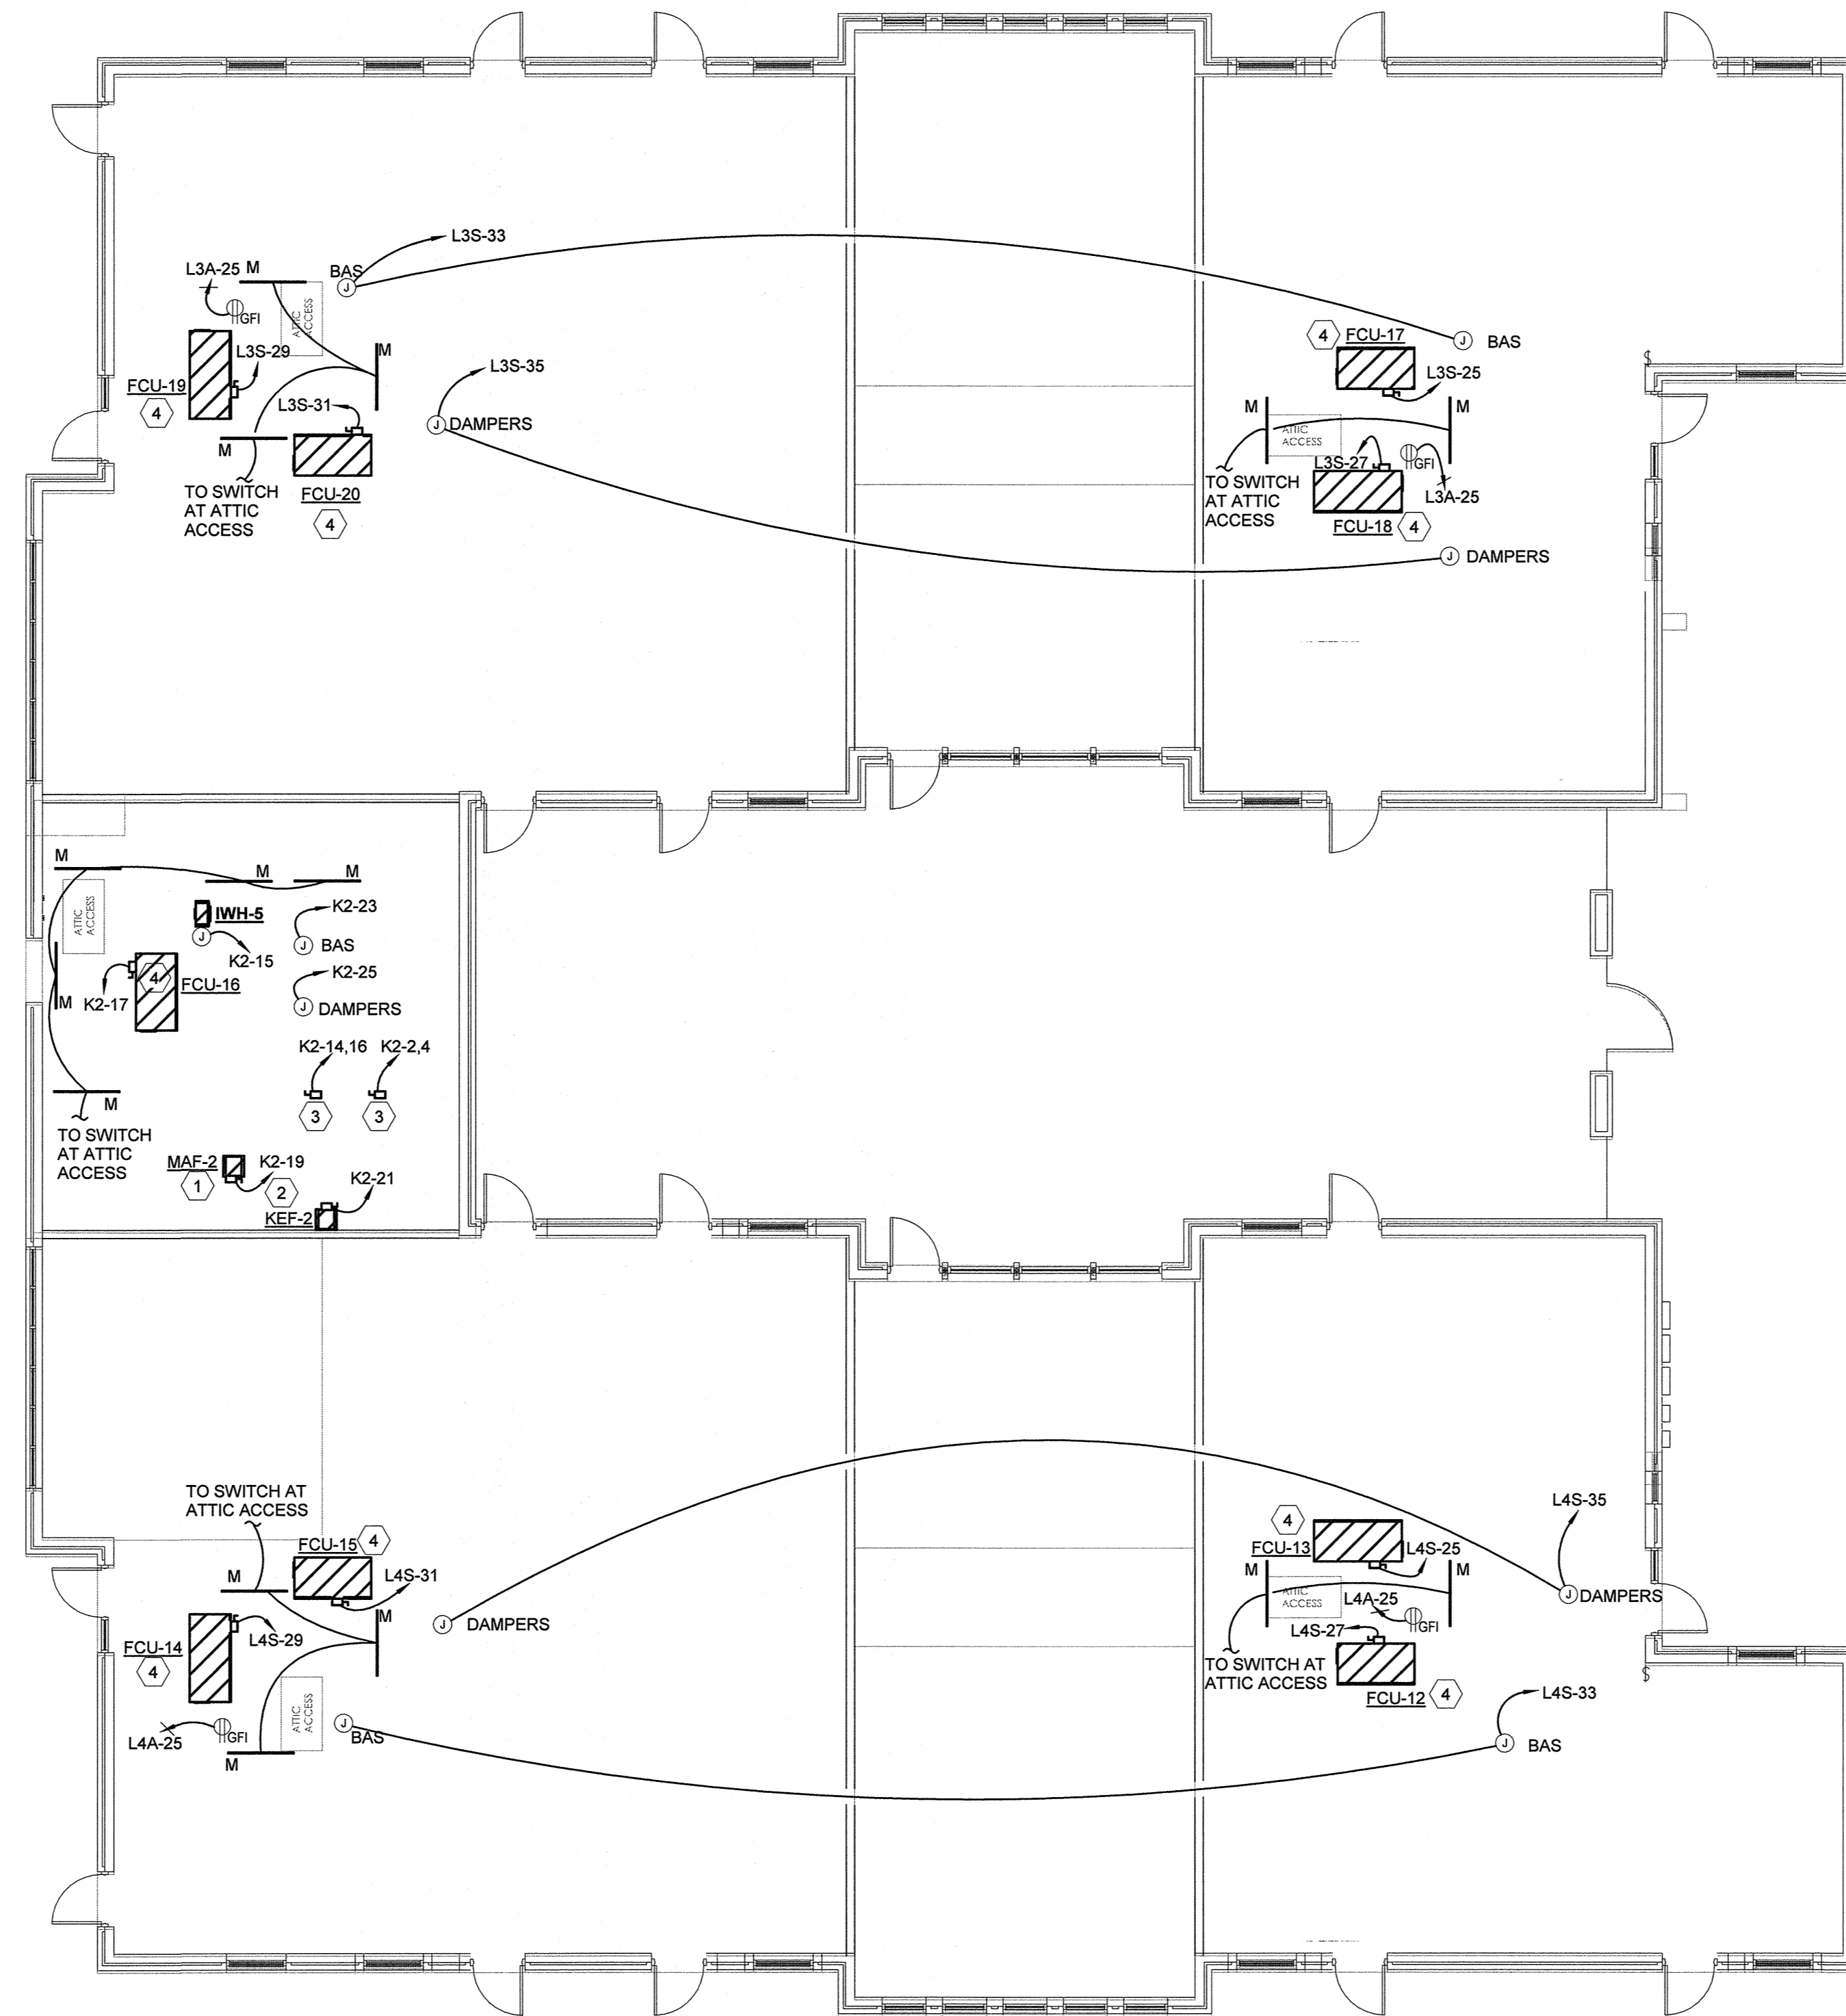 L3S-33
L3A-25
M
BAS
J
GFI
ATTIC
ACCESS
L3S-29
M
FCU-19
4
L3S-35
L3S-31
J
DAMPERS
M
TO SWITCH
AT ATTIC
ACCESS
FCU-20
4
4
FCU-17
J
BAS
L3S-25
$
M
M
ATTIC
ACCESS
L3S-27
GFI
TO SWITCH
AT ATTIC
ACCESS
L3A-25
FCU-18
4
J
DAMPERS
M
M
M
ATTIC
ACCESS
IWH-5
J
K2-15
K2-23
J
BAS
K2-25
J
DAMPERS
4
FCU-16
K2-17
M
K2-14,16
K2-2,4
3
3
M
TO SWITCH
AT ATTIC
ACCESS
MAF-2
1
K2-19
2
K2-21
KEF-2
TO SWITCH AT
ATTIC ACCESS
FCU-15
4
M
L4S-31
M
J
DAMPERS
L4S-29
FCU-14
4
ATTIC
ACCESS
L4A-25
GFI
J
BAS
M
4
FCU-13
L4S-25
L4S-35
M
M
ATTIC
ACCESS
L4A-25
GFI
J
DAMPERS
L4S-27
TO SWITCH AT
ATTIC ACCESS
FCU-12
4
$
L4S-33
J
BAS